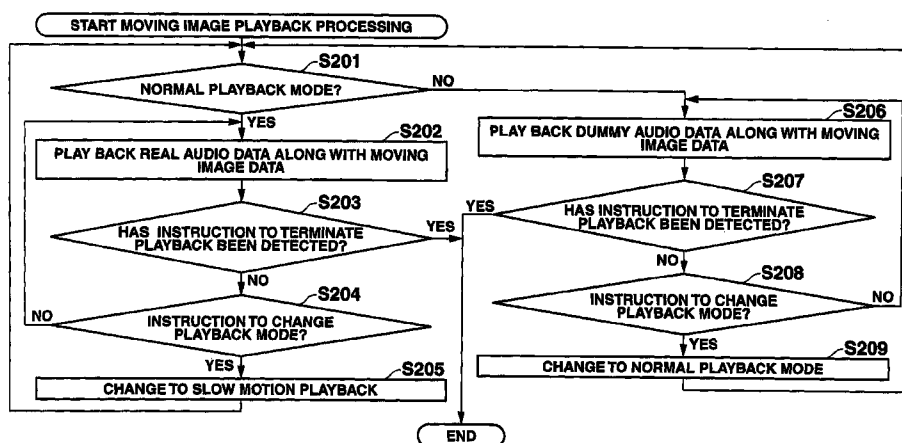 START MOVING IMAGE PLAYBACK PROCESSING
S201
NORMAL PLAYBACK MODE?
NO
YES
S202
PLAY BACK REAL AUDIO DATA ALONG WITH MOVING
IMAGE DATA
S203
HAS INSTRUCTION TO TERMINATE
PLAYBACK BEEN DETECTED?
YES
NO
S204
INSTRUCTION TO CHANGE
PLAYBACK MODE?
NO
YES
S205
CHANGE TO SLOW MOTION PLAYBACK
S206
PLAY BACK DUMMY AUDIO DATA ALONG WITH MOVING
IMAGE DATA
S207
YES
HAS INSTRUCTION TO TERMINATE
PLAYBACK BEEN DETECTED?
NO
S208
INSTRUCTION TO CHANGE
PLAYBACK MODE?
NO
YES
S209
CHANGE TO NORMAL PLAYBACK MODE
END